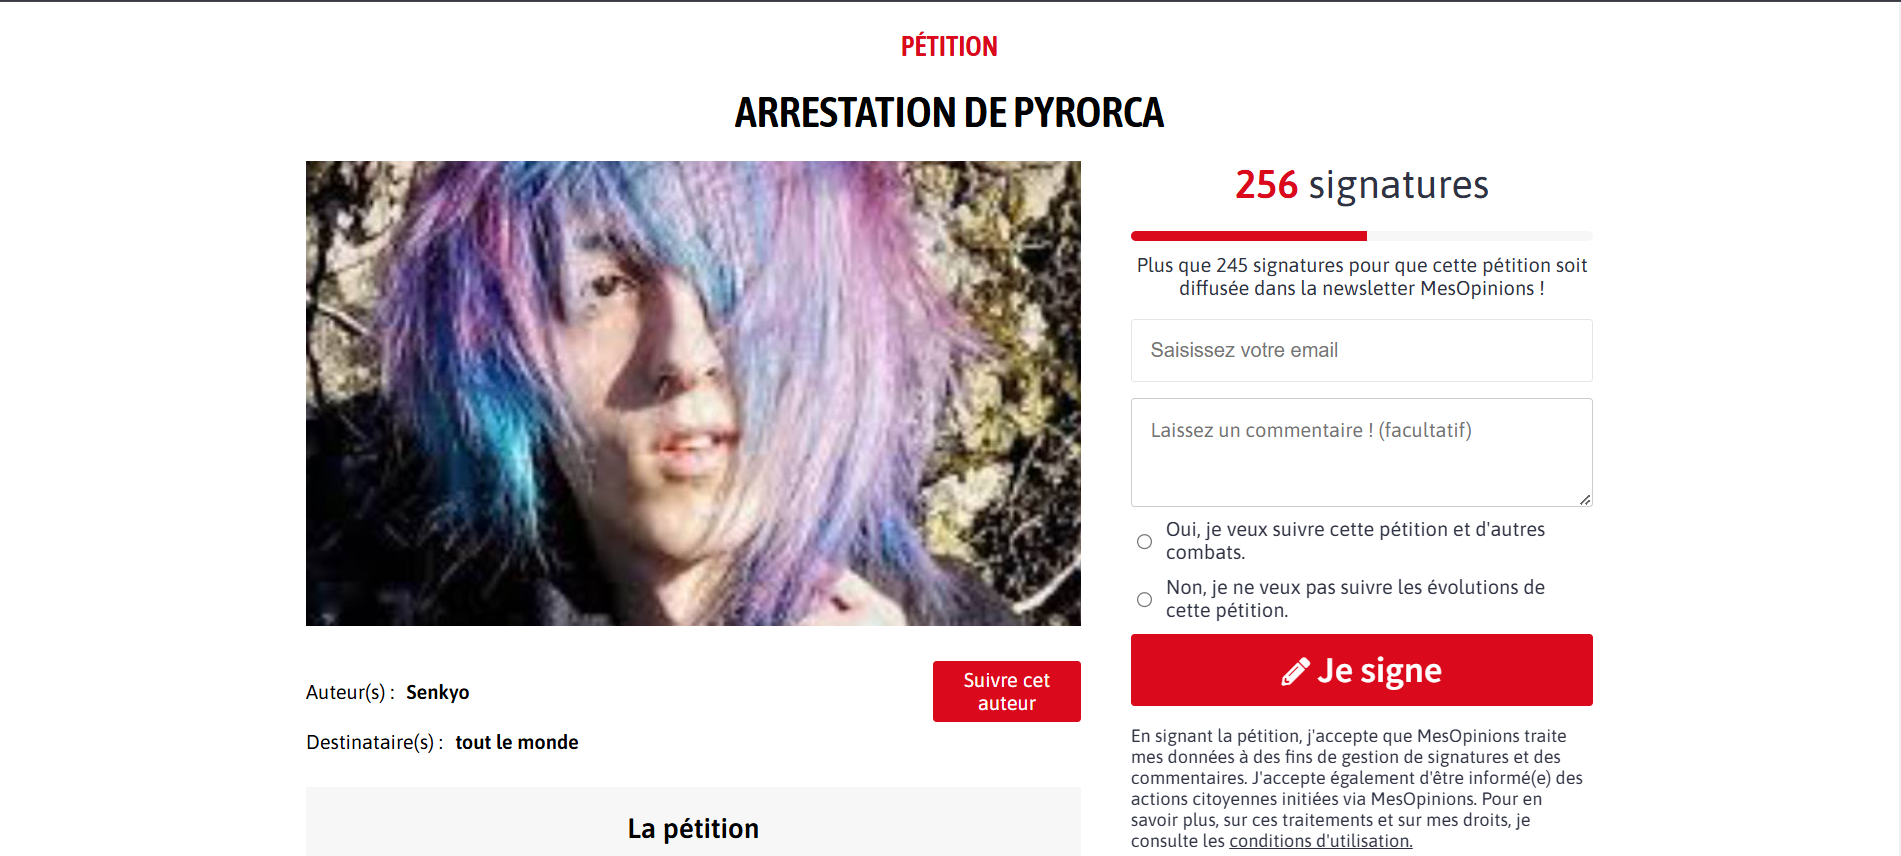 PÉTITION
ARRESTATION DE PYRORCA
256 signatures
Plus que 245 signatures pour que cette pétition soit
diffusée dans la newsletter MesOpinions !
Saisissez votre email
Laissez un commentaire ! (facultatif)
Oui, je veux suivre cette pétition et d'autres
combats.
Non, je ne veux pas suivre les évolutions de
cette pétition.
Je signe
En signant la pétition, j'accepte que MesOpinions traite
mes données à des fins de gestion de signatures et des
commentaires. J'accepte également d'être informé(e) des
actions citoyennes initiées via MesOpinions. Pour en
savoir plus, sur ces traitements et sur mes droits, je
consulte les conditions d'utilisation.
Auteur(s) : Senkyo
Suivre cet
auteur
Destinataire(s) : tout le monde
La pétition